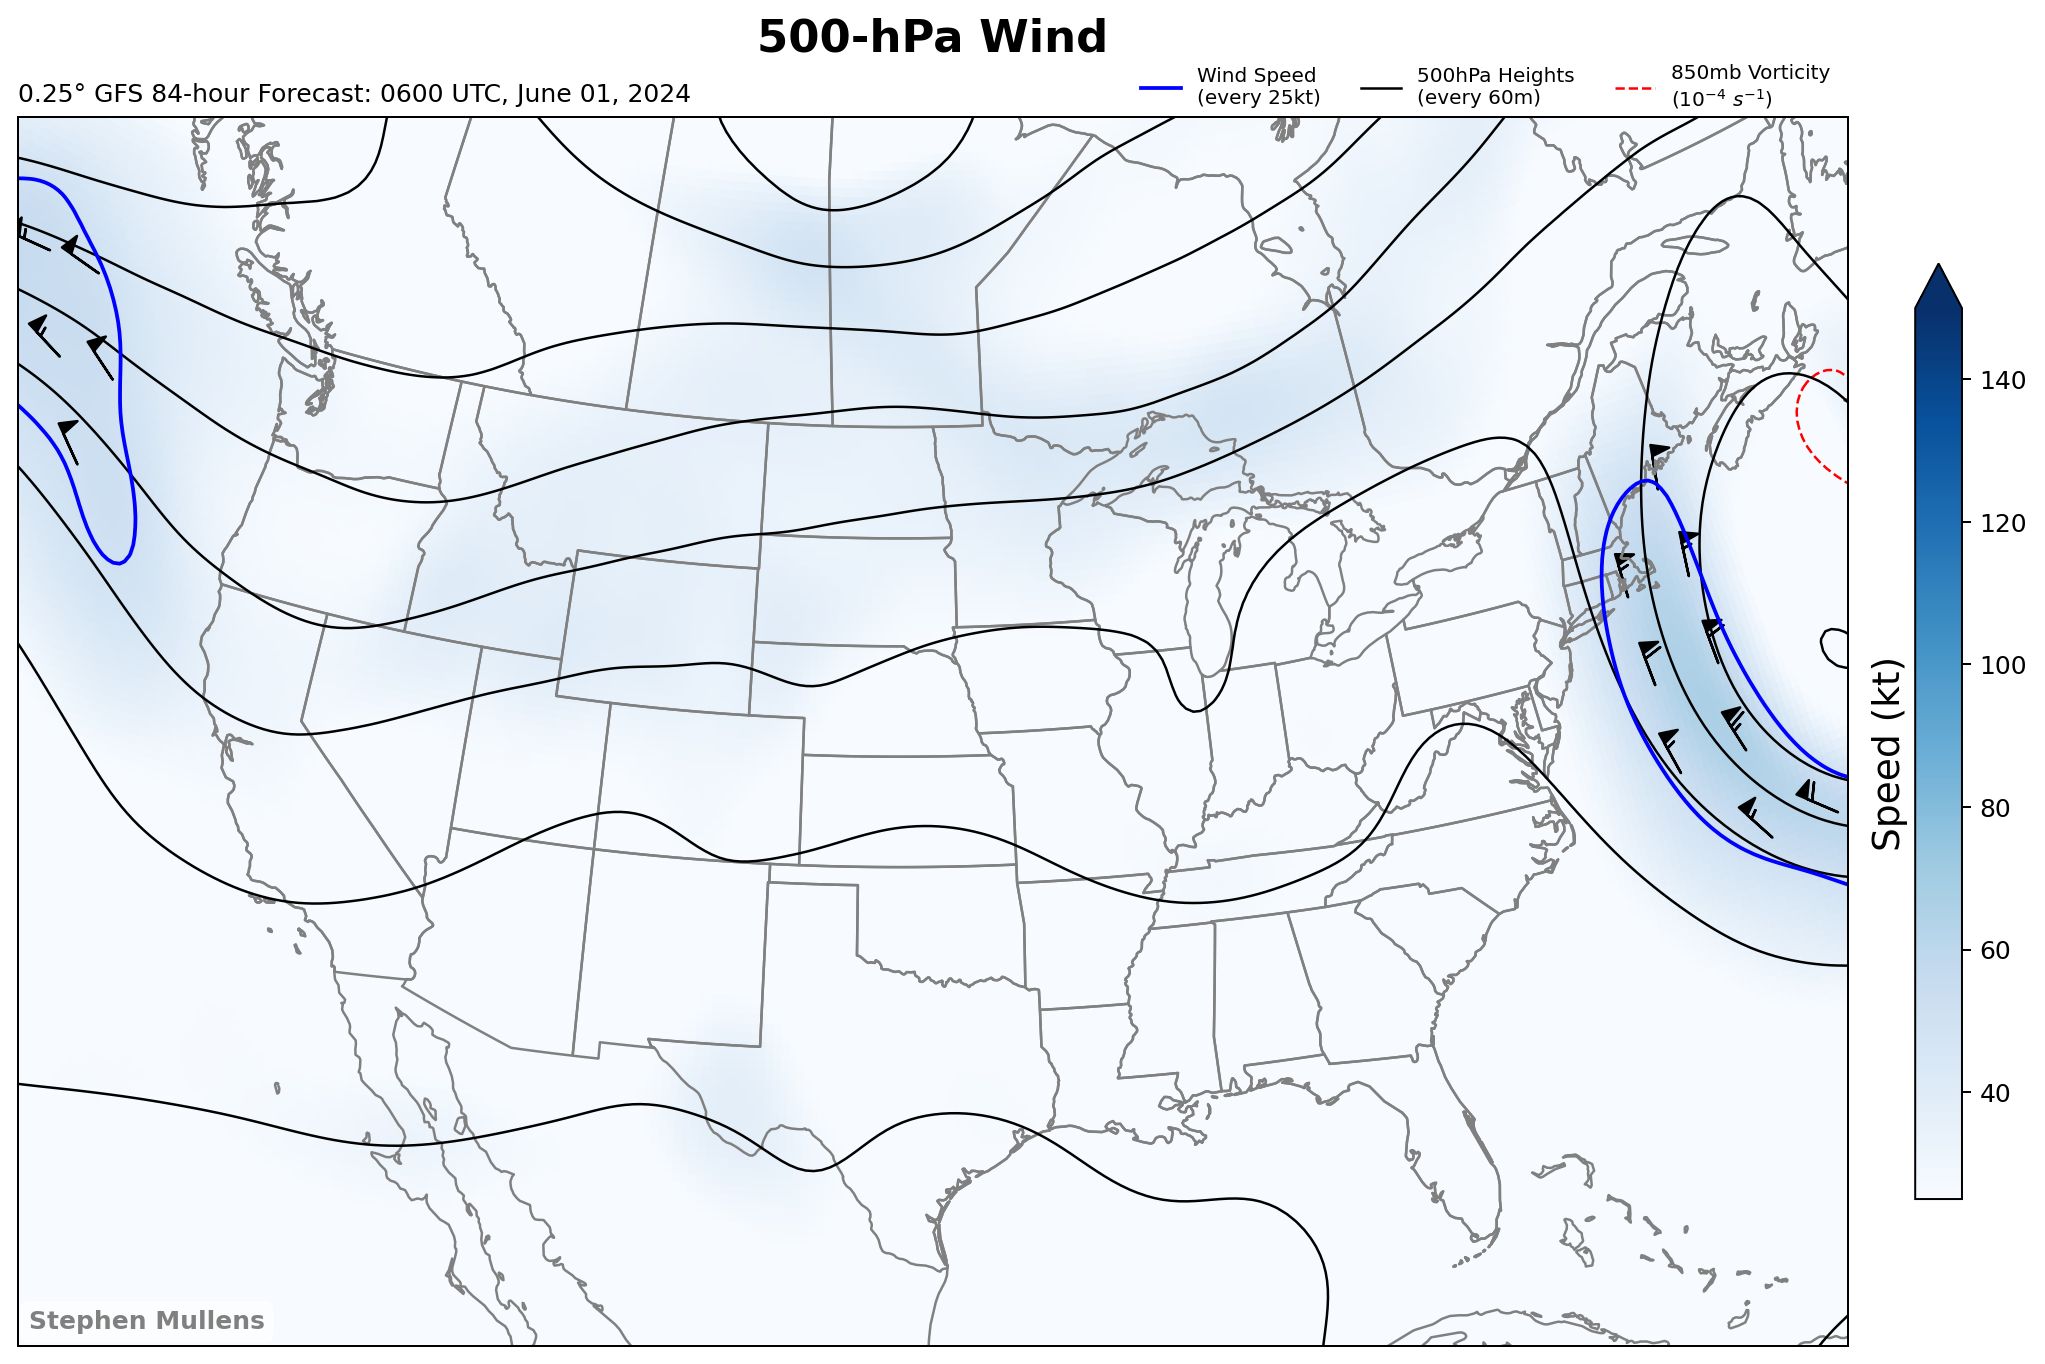 500-hPa Wind
0.25° GFS 84-hour Forecast: 0600 UTC, June 01, 2024
Wind Speed
(every 25kt)
500hPa Heights
(every 60m)
850mb Vorticity
(10⁻⁴ s⁻¹)
140
120
100
80
60
40
Speed (kt)
Stephen Mullens